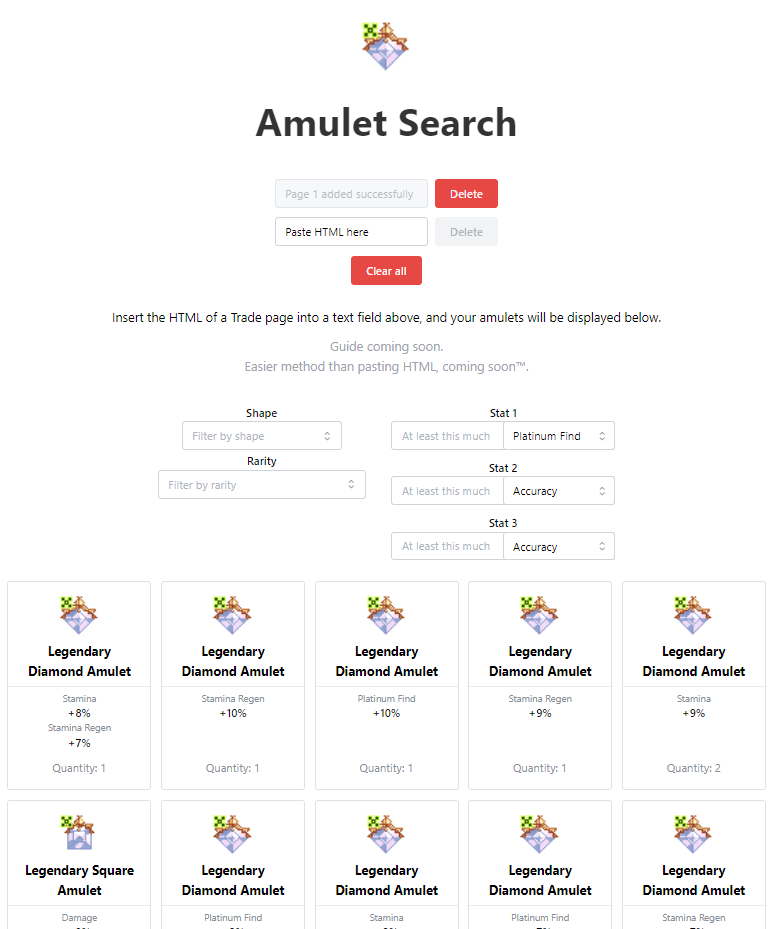 Amulet Search
Page 1 added successfully
Delete
Paste HTML here
Delete
Clear all
Insert the HTML of a Trade page into a text field above, and your amulets will be displayed below.
Guide coming soon.
Easier method than pasting HTML, coming soon™.
Shape
Filter by shape
Rarity
Filter by rarity
Stat 1
At least this much
Platinum Find
Stat 2
At least this much
Accuracy
Stat 3
At least this much
Accuracy
Legendary
Diamond Amulet
Stamina
+8%
Stamina Regen
+7%
Quantity: 1
Legendary
Diamond Amulet
Stamina Regen
+10%
Quantity: 1
Legendary
Diamond Amulet
Platinum Find
+10%
Quantity: 1
Legendary
Diamond Amulet
Stamina Regen
+9%
Quantity: 1
Legendary
Diamond Amulet
Stamina
+9%
Quantity: 2
Legendary Square
Amulet
Damage
Legendary
Diamond Amulet
Platinum Find
Legendary
Diamond Amulet
Stamina
Legendary
Diamond Amulet
Platinum Find
Legendary
Diamond Amulet
Stamina Regen